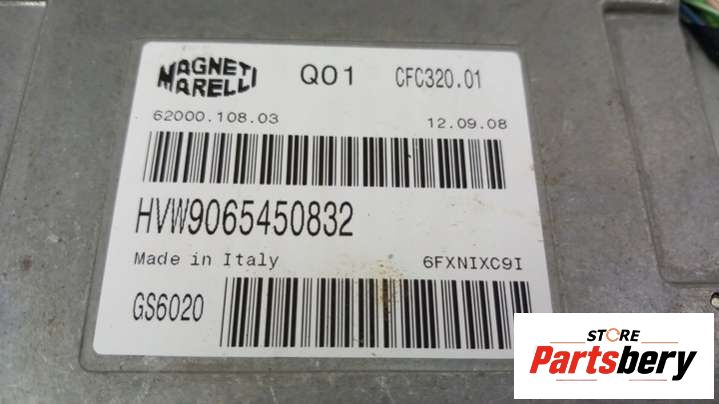 MAGNETI MARELLI Q01 CFC320.01
62000.108.03 12.09.08
HVW9065450832
Made in Italy 6FXNIXC9I
GS6020
STORE
Partsbery